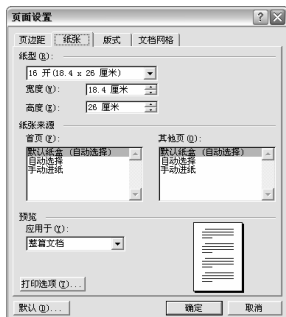 页面设置
页边距 纸张 版式 文档网格
纸型(R):
16 开(18.4 x 26 厘米)
宽度(W): 18.4 厘米
高度(E): 26 厘米
纸张来源
首页(F): 其他页(O):
默认纸盒 (自动选择) 默认纸盒 (自动选择)
自动选择 自动选择
手动进纸 手动进纸
预览
应用于(Y):
整篇文档
打印选项(T)...
默认(D)... 确定 取消